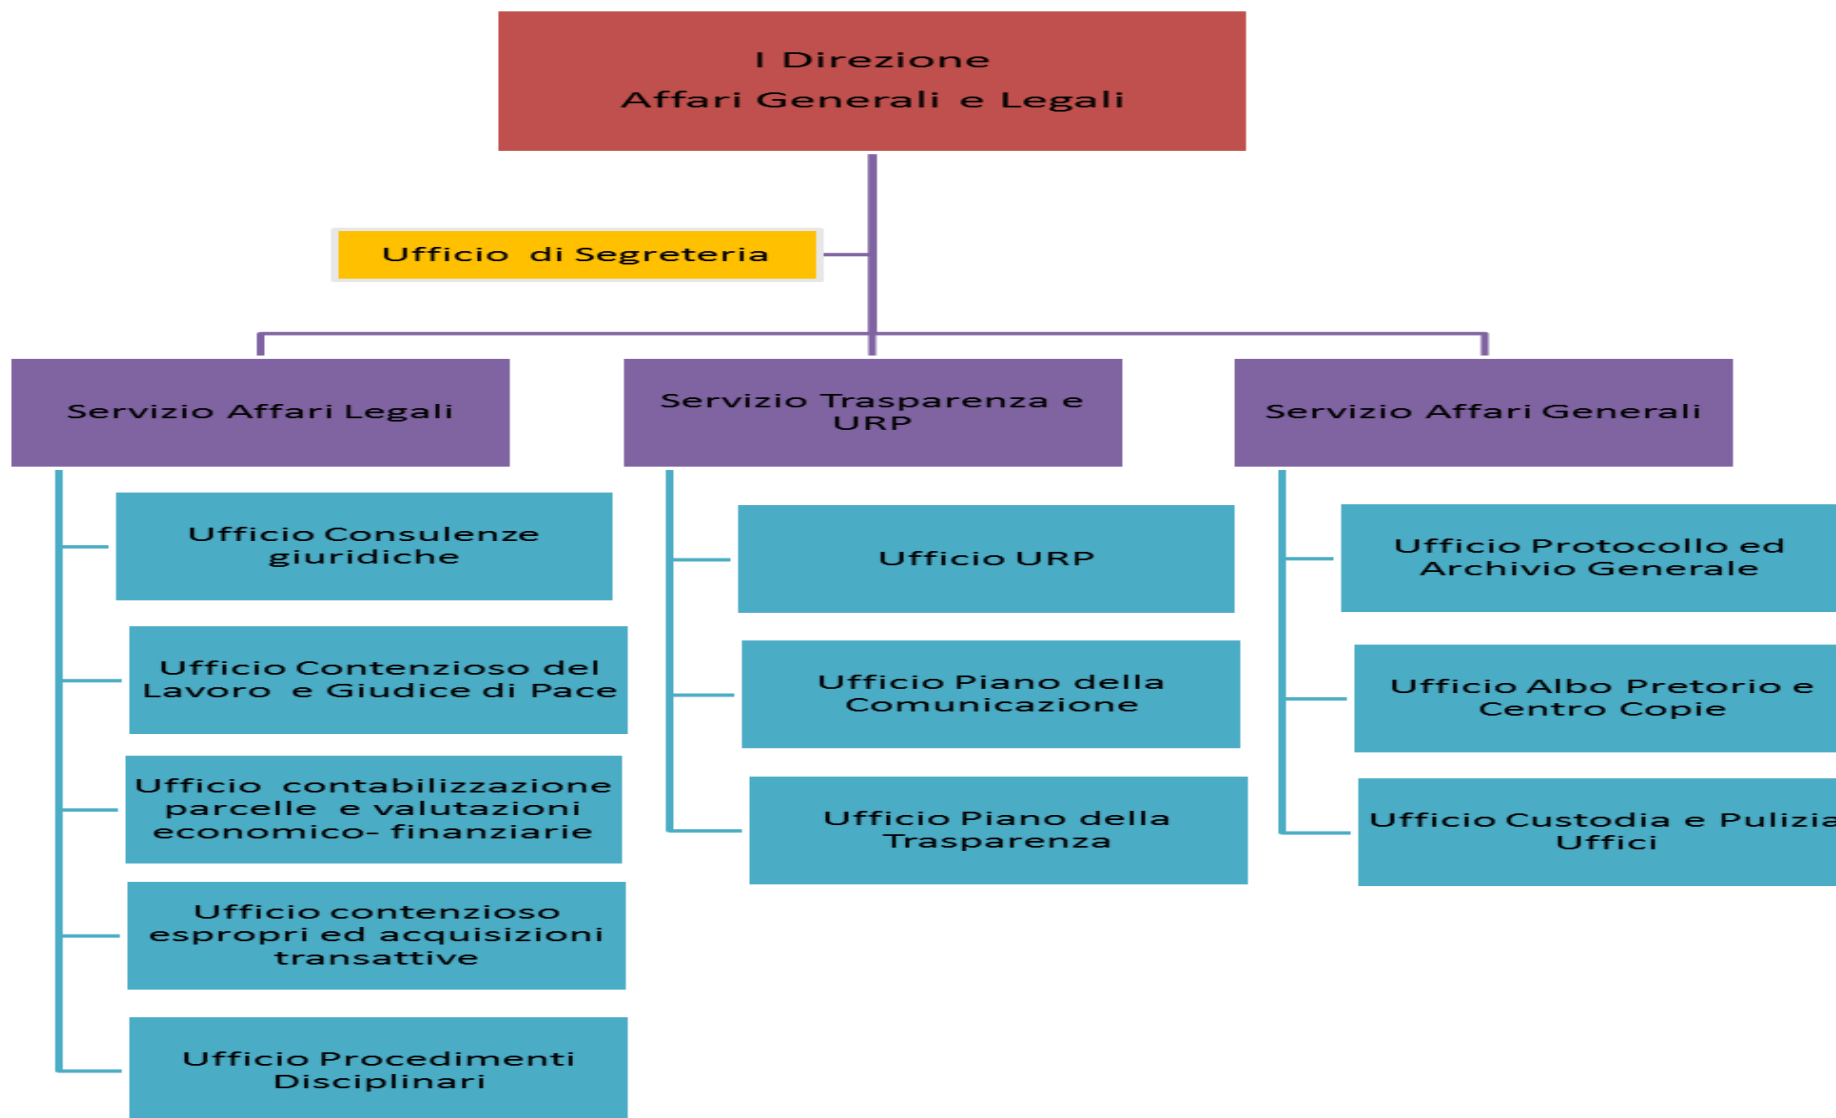 I Direzione
Affari Generali e Legali
Ufficio di Segreteria
Servizio Affari Legali
Servizio Trasparenza e
URP
Servizio Affari Generali
Ufficio Consulenze
giuridiche
Ufficio Contenzioso del
Lavoro e Giudice di Pace
Ufficio contabilizzazione
parcelle e valutazioni
economico- finanziarie
Ufficio contenzioso
espropri ed acquisizioni
transattive
Ufficio Procedimenti
Disciplinari
Ufficio URP
Ufficio Piano della
Comunicazione
Ufficio Piano della
Trasparenza
Ufficio Protocollo ed
Archivio Generale
Ufficio Albo Pretorio e
Centro Copie
Ufficio Custodia e Pulizia
Uffici